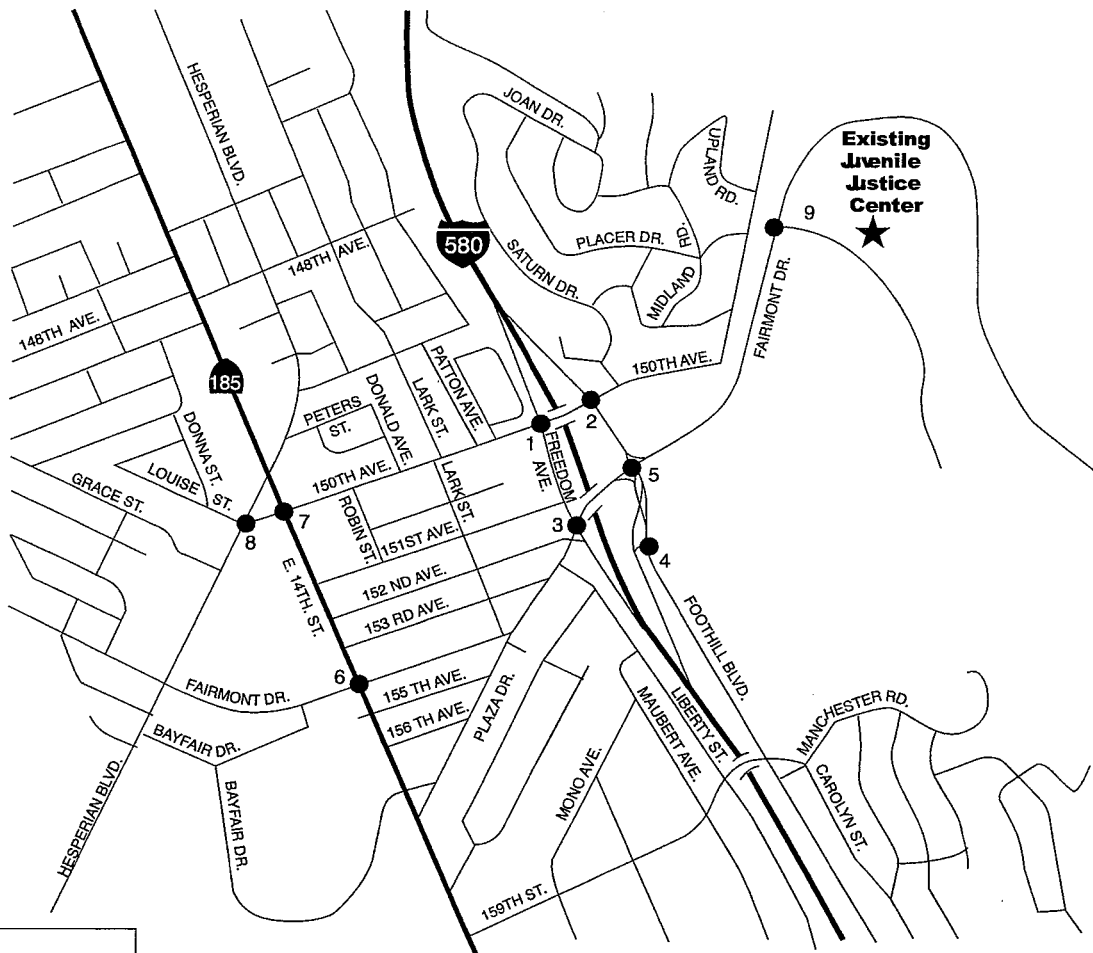 JOAN DR.
HESPERIAN BLVD.
UPLAND RD.
Existing
Juvenile
Justice
Center
9
580
148TH AVE.
SATURN DR.
PLACER DR.
RD.
MIDLAND
FAIRMONT DR.
148TH AVE.
185
150TH AVE.
PATTON AVE.
LARK ST.
DONALD AVE.
PETERS
ST.
DONNA ST.
LOUISE ST.
GRACE ST.
150TH AVE.
1
2
FREEDOM
AVE.
5
LARK ST.
ROBIN ST.
151ST AVE.
7
8
3
4
E. 14TH. ST.
152 ND AVE.
153 RD AVE.
FOOTHILL BLVD.
6
FAIRMONT DR.
155 TH AVE.
156 TH AVE.
PLAZA DR.
LIBERTY ST.
MAUBERT AVE.
MANCHESTER RD.
BAYFAIR DR.
BAYFAIR DR.
MONO AVE.
CAROLYN ST.
HESPERIAN BLVD.
159TH ST.